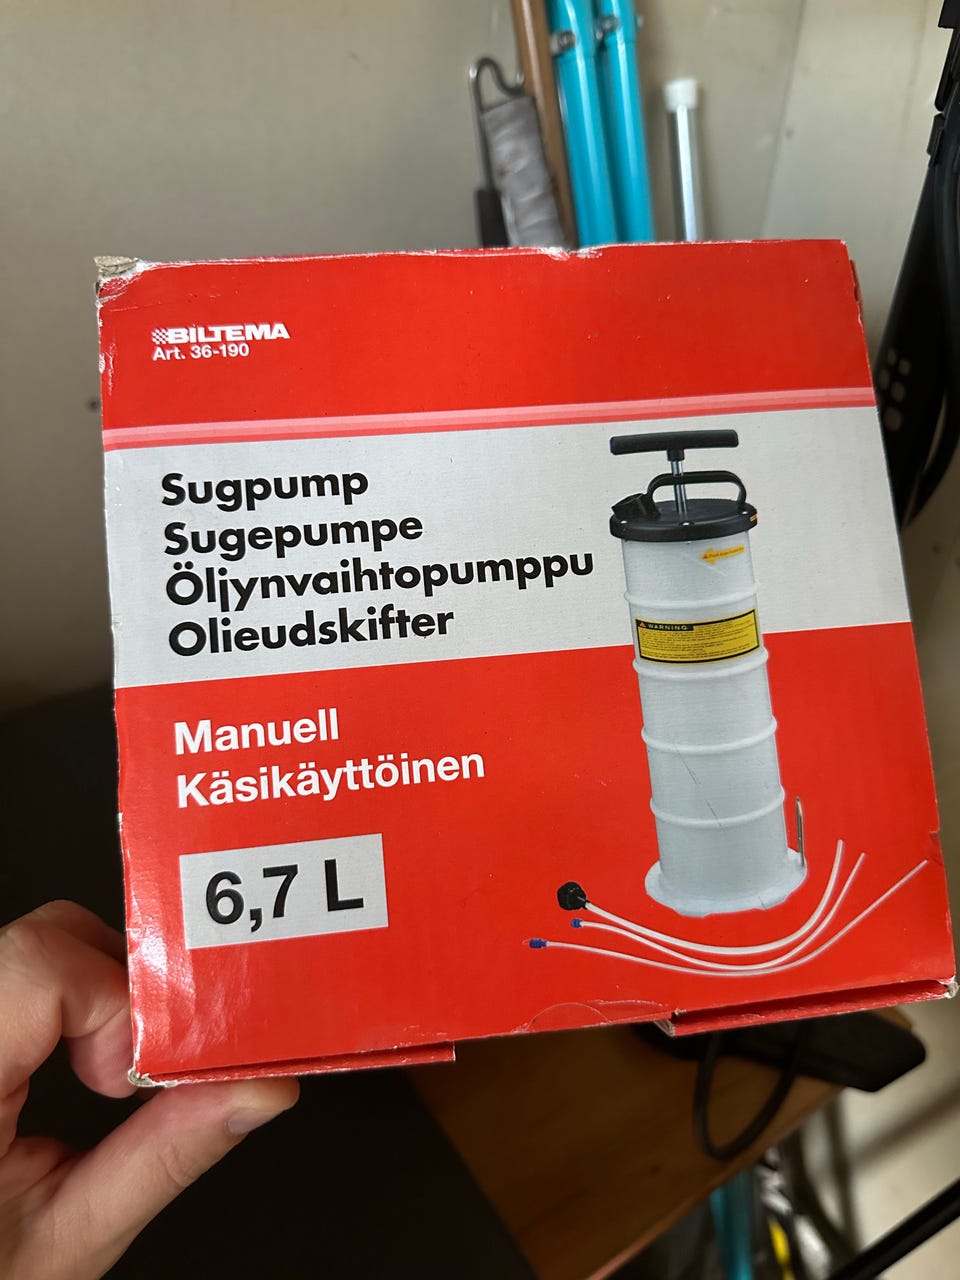 BILTEMA
Art. 36-190
Sugpump
Sugepumpe
Öljynvaihtopumppu
Olieudskifter
Manuell
Käsikäyttöinen
6,7 L
WARNING